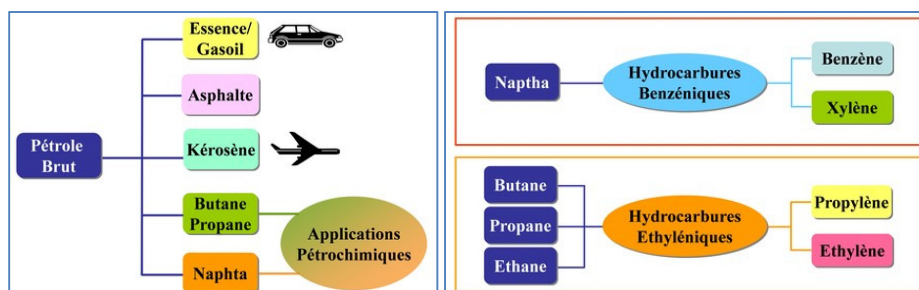 Essence/
Gasoil
Asphalte
Pétrole
Brut
Kérosène
Butane
Propane
Naphta
Applications
Pétrochimiques
Naptha
Hydrocarbures
Benzéniques
Benzène
Xylène
Butane
Propane
Ethane
Hydrocarbures
Ethyléniques
Propylène
Ethylène